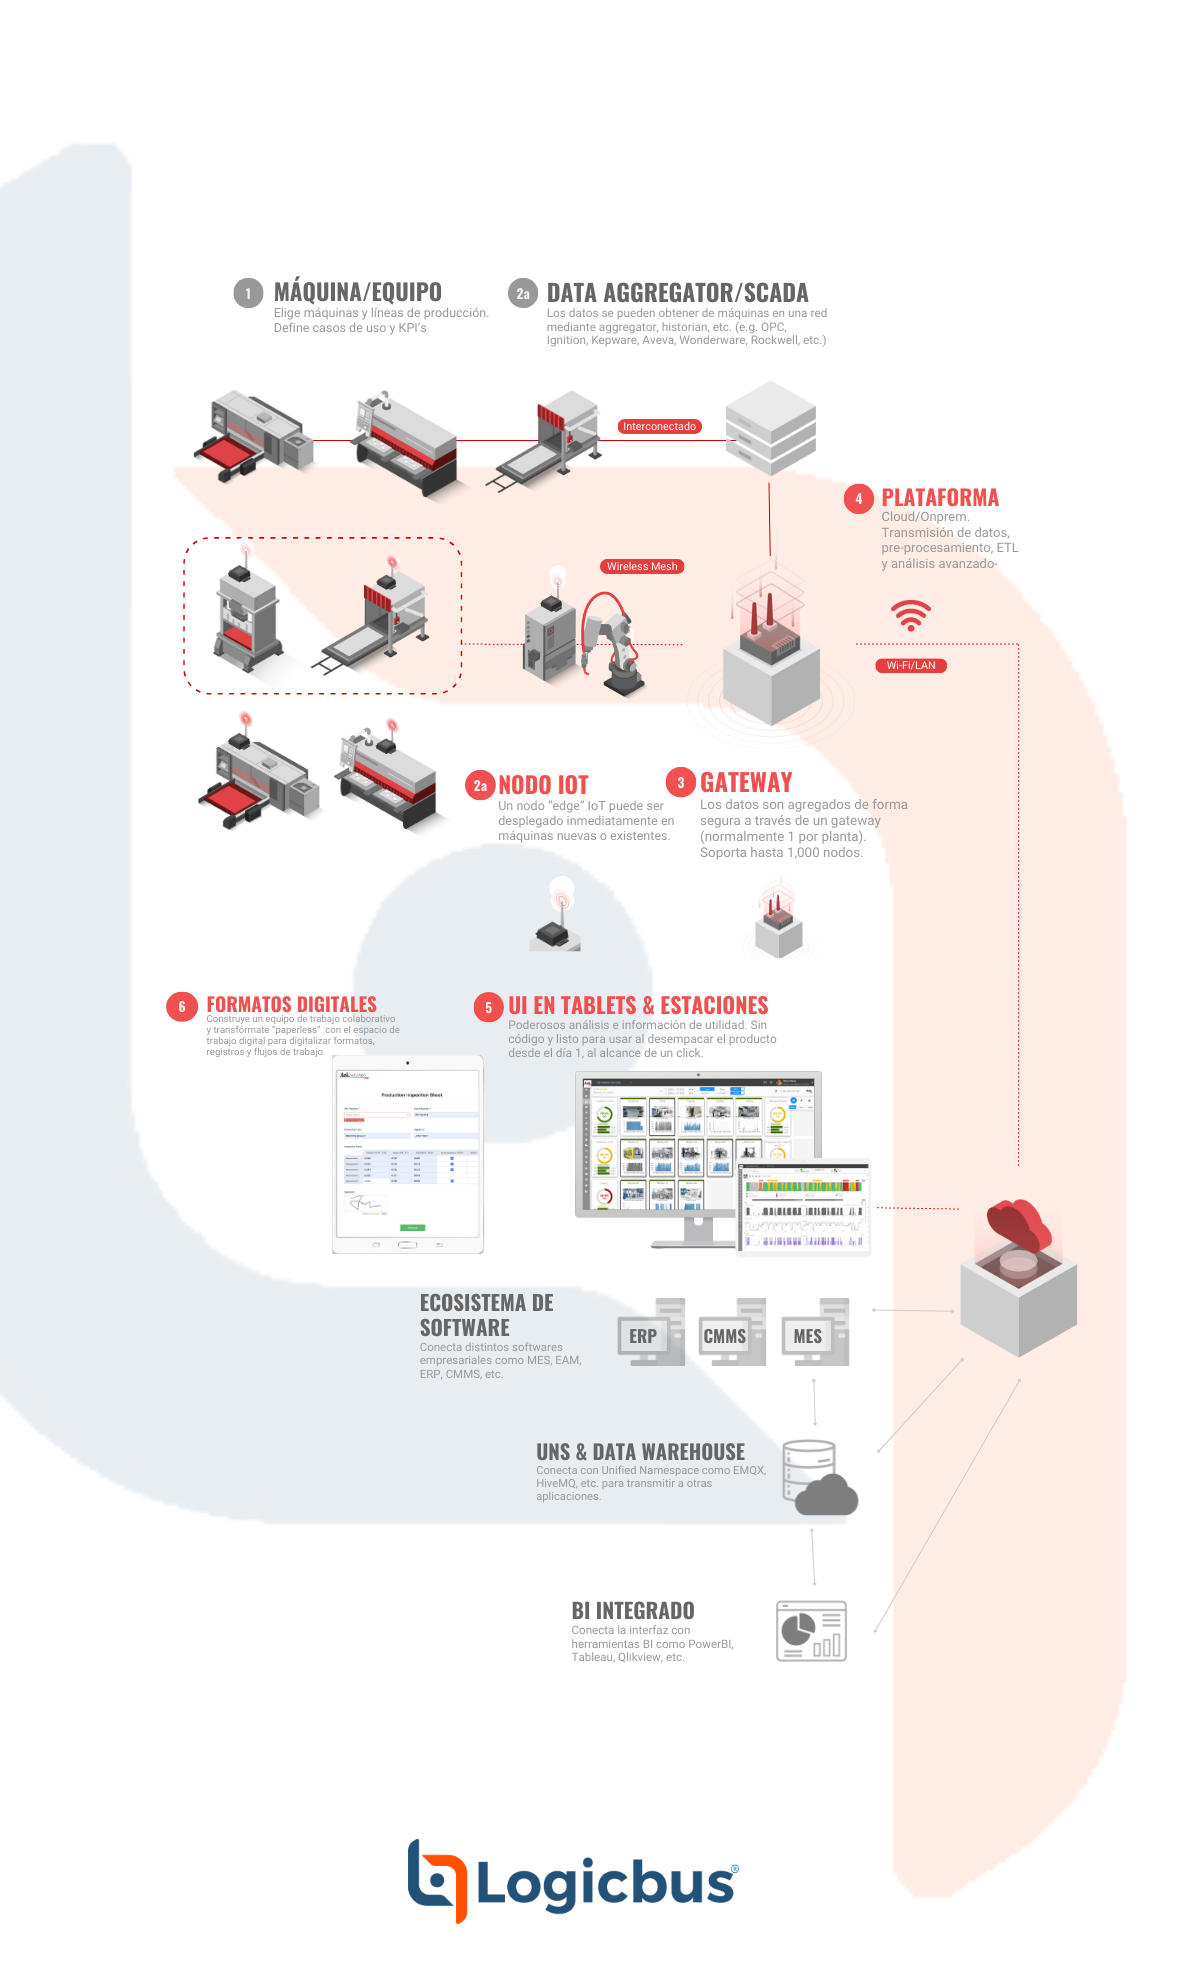 1
MÁQUINA/EQUIPO
Elige máquinas y líneas de producción.
Define casos de uso y KPI's
2a
DATA AGGREGATOR/SCADA
Los datos se pueden obtener de máquinas en una red
mediante aggregator, historian, etc. (e.g. OPC,
Ignition, Kepware, Aveva, Wonderware, Rockwell, etc.)
Interconectado
4
PLATAFORMA
Cloud/Onprem.
Transmisión de datos,
pre-procesamiento, ETL
y análisis avanzado-
Wireless Mesh
Wi-Fi/LAN
2a
NODO IOT
Un nodo "edge" IoT puede ser
desplegado inmediatamente en
máquinas nuevas o existentes.
3
GATEWAY
Los datos son agregados de forma
segura a través de un gateway
(normalmente 1 por planta).
Soporta hasta 1,000 nodos.
6
FORMATOS DIGITALES
Construye un equipo de trabajo colaborativo
y transfórmate "paperless" con el espacio de
trabajo digital para digitalizar formatos,
registros y flujos de trabajo.
Production Inspection Sheet
5
UI EN TABLETS & ESTACIONES
Poderosos análisis e información de utilidad. Sin
código y listo para usar al desempacar el producto
desde el día 1, al alcance de un click.
ECOSISTEMA DE
SOFTWARE
Conecta distintos softwares
empresariales como MES, EAM,
ERP, CMMS, etc.
ERP
CMMS
MES
UNS & DATA WAREHOUSE
Conecta con Unified Namespace como EMQX,
HiveMQ, etc. para transmitir a otras
aplicaciones.
BI INTEGRADO
Conecta la interfaz con
herramientas BI como PowerBI,
Tableau, Qlikview, etc.
Logicbus®